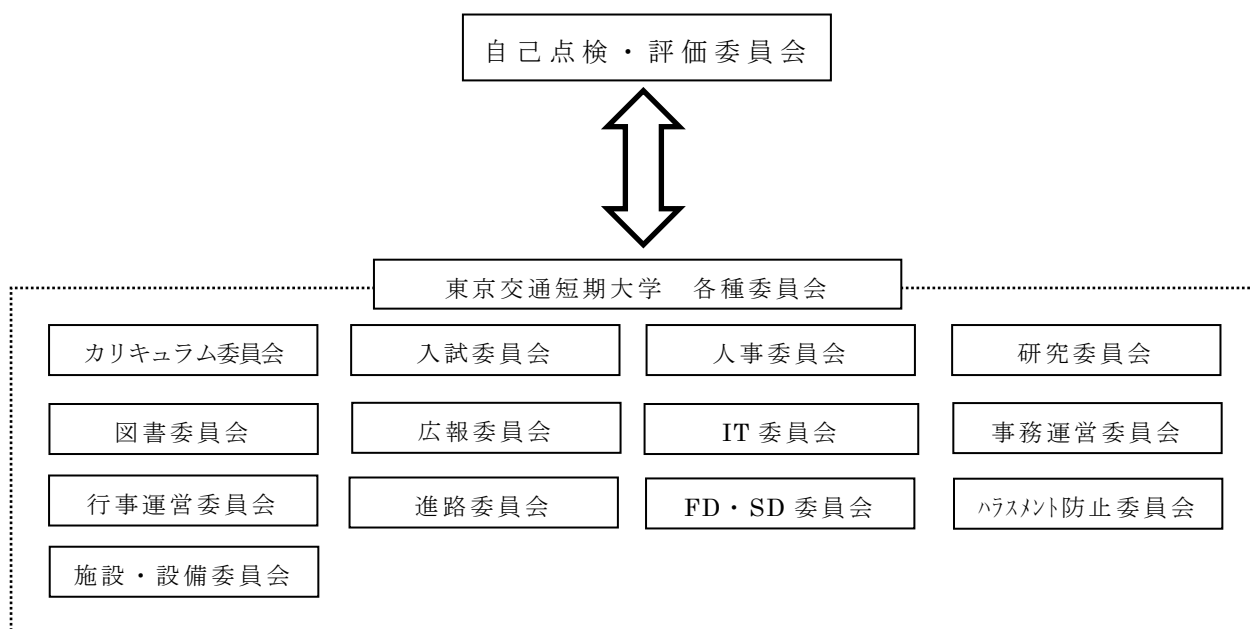 自己点検・評価委員会
東京交通短期大学　各種委員会
カリキュラム委員会
入試委員会
人事委員会
研究委員会
図書委員会
広報委員会
IT 委員会
事務運営委員会
行事運営委員会
進路委員会
FD・SD 委員会
ﾊﾗｽﾒﾝﾄ防止委員会
施設・設備委員会